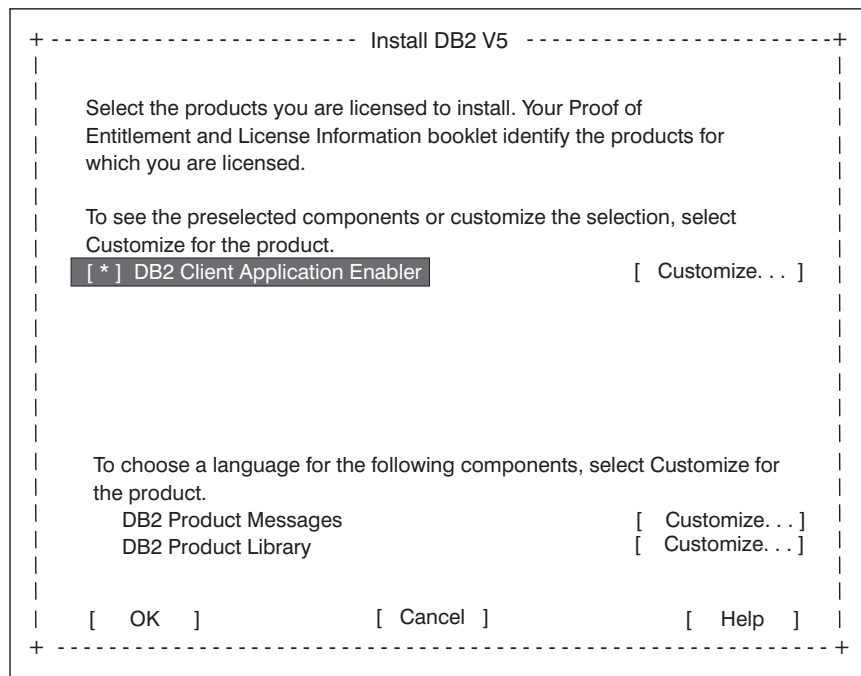 Install DB2 V5
Select the products you are licensed to install. Your Proof of
Entitlement and License Information booklet identify the products for
which you are licensed.
To see the preselected components or customize the selection, select
Customize for the product.
[ * ] DB2 Client Application Enabler [ Customize. . . ]
To choose a language for the following components, select Customize for
the product.
DB2 Product Messages [ Customize. . . ]
DB2 Product Library [ Customize. . . ]
[ OK ] [ Cancel ] [ Help ]